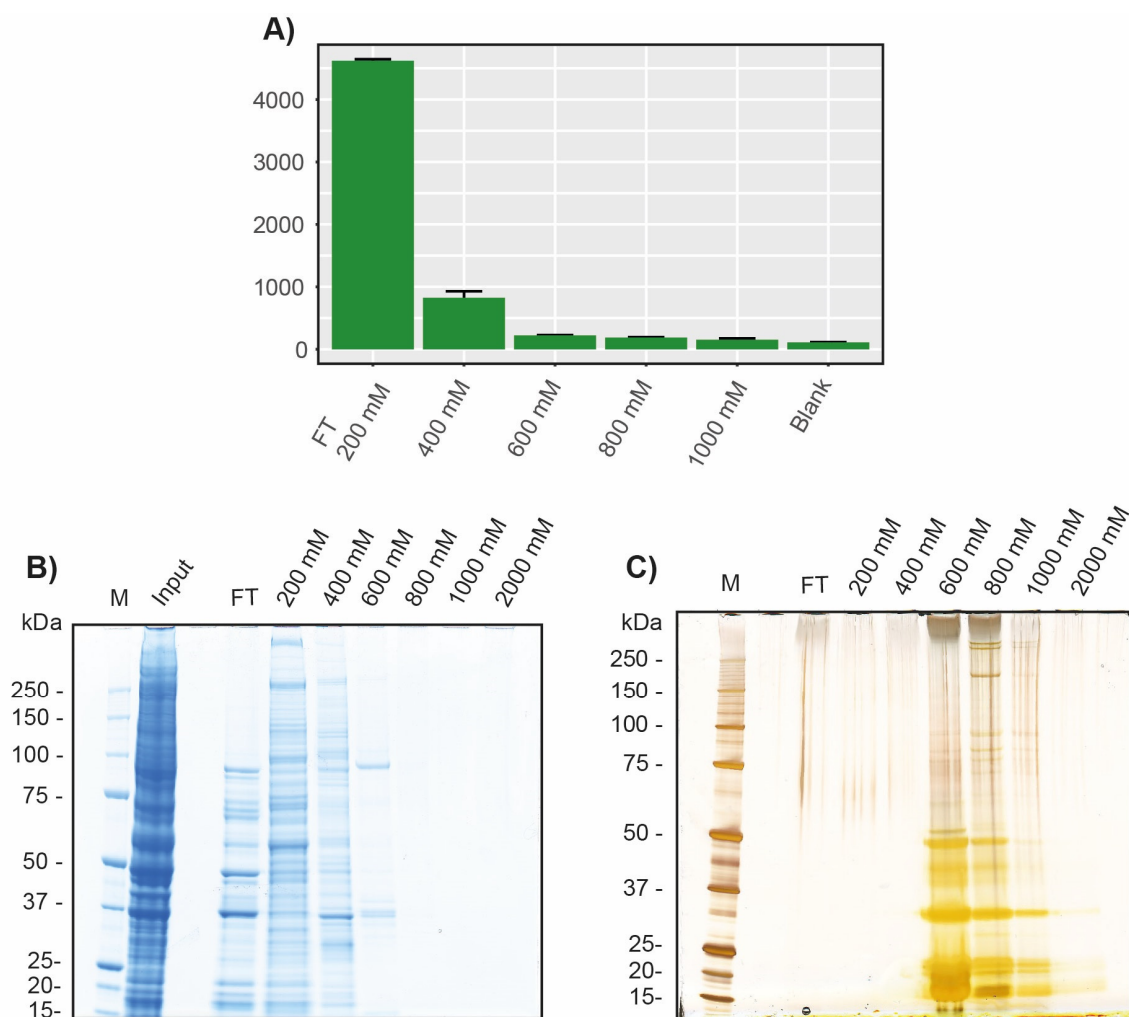 A)
4000
3000
2000
1000
0
FT
200 mM
400 mM
600 mM
800 mM
1000 mM
Blank
B)
kDa
M
Input
FT
200 mM
400 mM
600 mM
800 mM
1000 mM
2000 mM
250 -
150 -
100 -
75 -
50 -
37 -
25-
20-
15-
C)
kDa
M
FT
200 mM
400 mM
600 mM
800 mM
1000 mM
2000 mM
250 -
150 -
100 -
75 -
50 -
37 -
25-
20-
15-